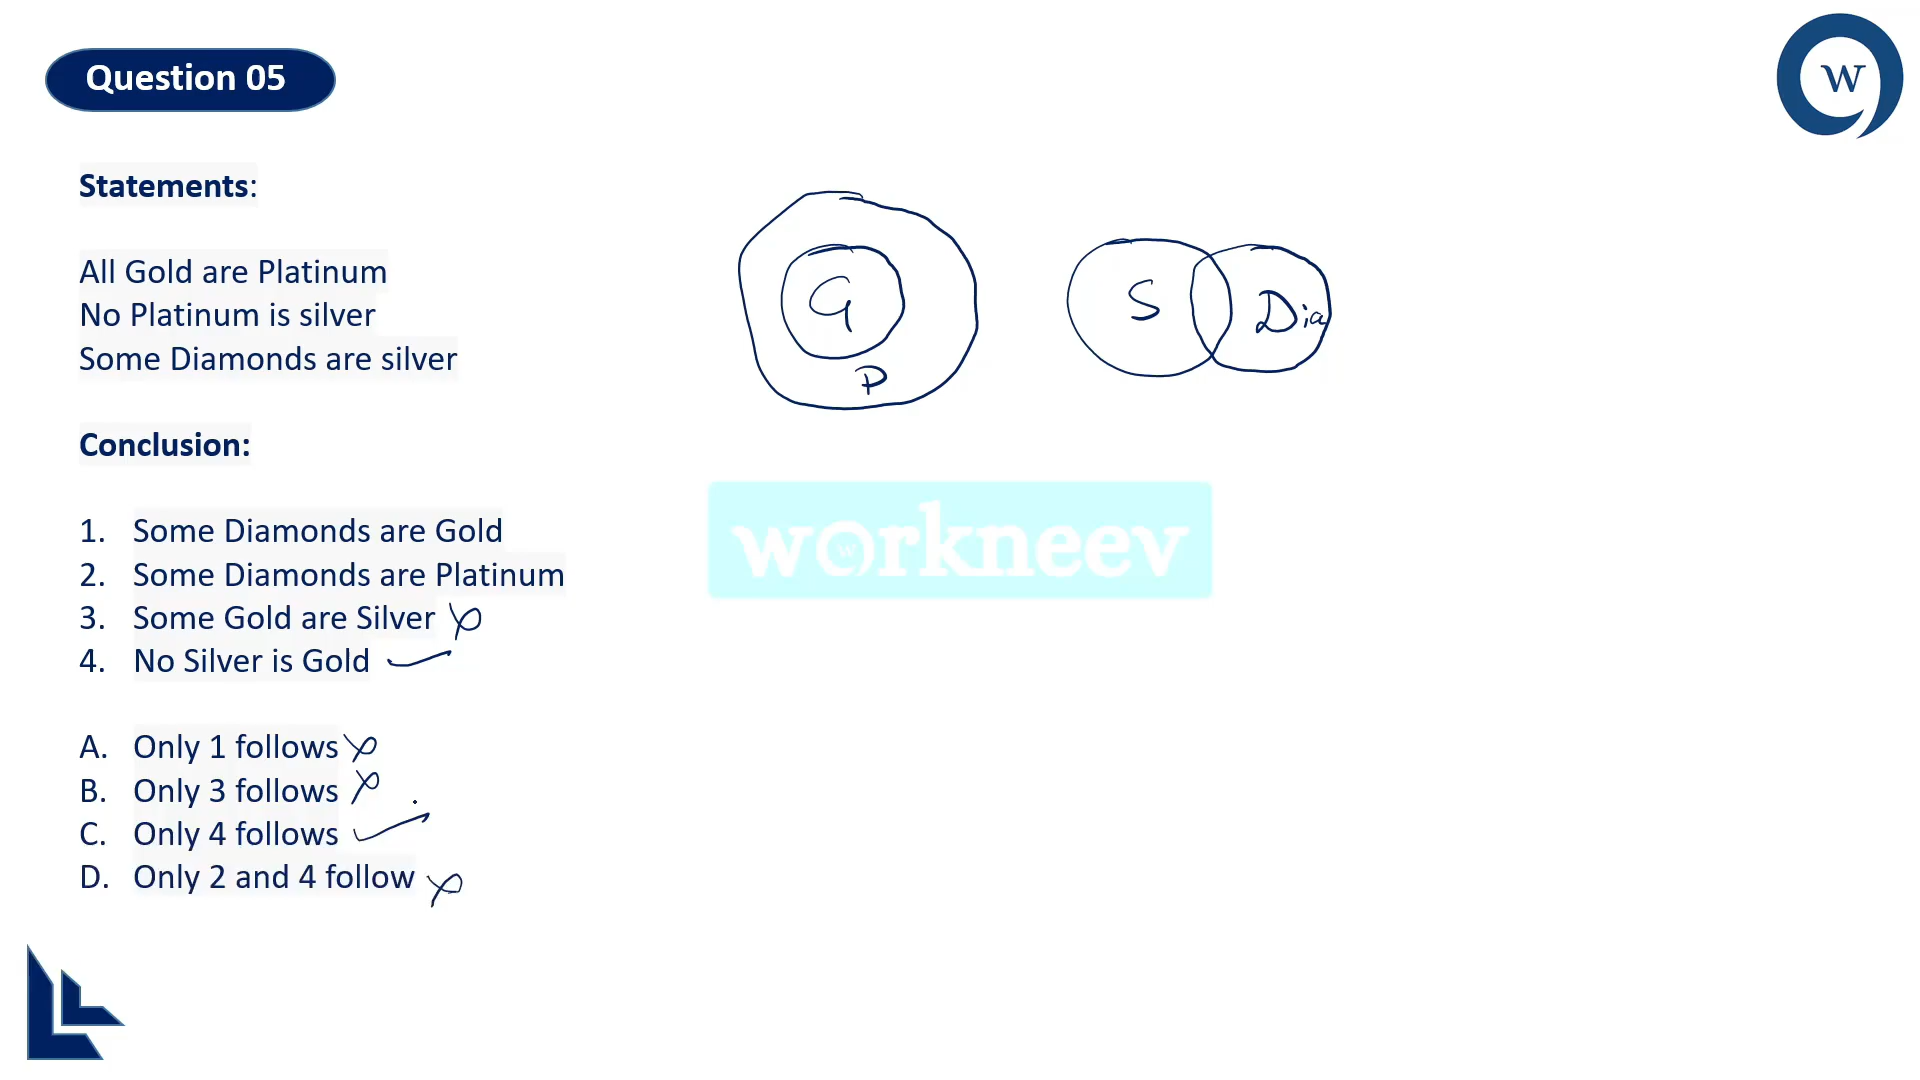 Question 05
W
Statements:
All Gold are Platinum
No Platinum is silver
Some Diamonds are silver
G
P
S
Dia
Conclusion:
1. Some Diamonds are Gold
2. Some Diamonds are Platinum
3. Some Gold are Silver
4. No Silver is Gold
workneev
A. Only 1 follows
B. Only 3 follows
C. Only 4 follows
D. Only 2 and 4 follow